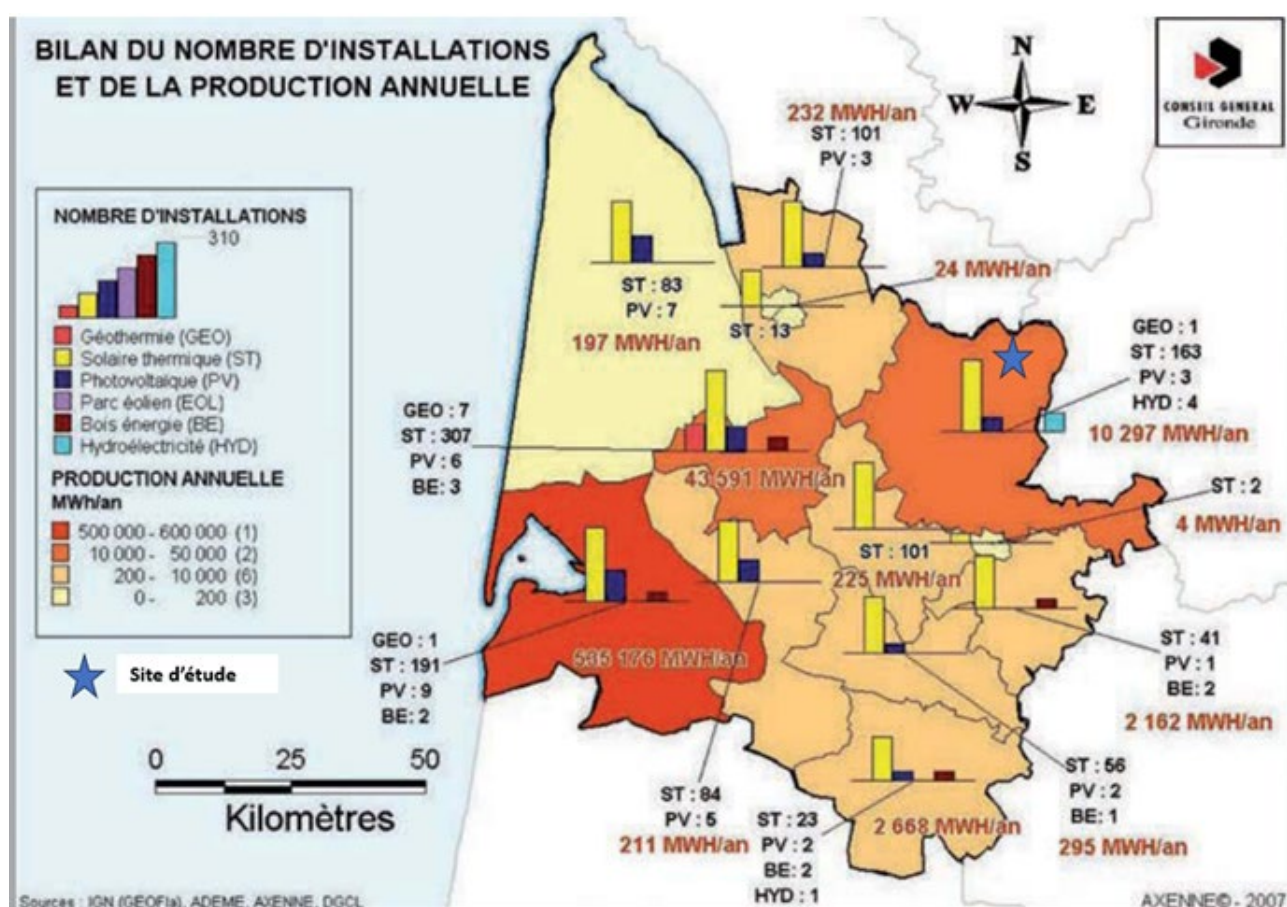 BILAN DU NOMBRE D'INSTALLATIONS
ET DE LA PRODUCTION ANNUELLE
N
W
E
S
CONSEIL GENERAL
Gironde
NOMBRE D'INSTALLATIONS
310
Géothermie (GEO)
Solaire thermique (ST)
Photovoltaïque (PV)
Parc éolien (EOL)
Bois énergie (BE)
Hydroélectricité (HYD)
PRODUCTION ANNUELLE
MWh/an
500 000 - 600 000 (1)
10 000 - 50 000 (2)
200 - 10 000 (6)
0 - 200 (3)
Site d'étude
0
25
50
Kilomètres
232 MWH/an
ST : 101
PV : 3
ST : 83
PV : 7
197 MWH/an
24 MWH/an
ST : 13
GEO : 1
ST : 163
PV : 3
HYD : 4
10 297 MWH/an
GEO : 7
ST : 307
PV : 6
BE : 3
43 591 MWH/an
ST : 2
4 MWH/an
ST : 101
225 MWH/an
GEO : 1
ST : 191
PV : 9
BE: 2
595 176 MWH/an
ST : 41
PV : 1
BE: 2
2 162 MWH/an
ST : 84
PV : 5
211 MWH/an
ST : 23
PV : 2
BE : 2
HYD : 1
2 668 MWH/an
ST : 56
PV : 2
BE: 1
295 MWH/an
Sources : IGN (GEOFla), ADEME, AXENNE, DGCL
AXENNE© - 2007